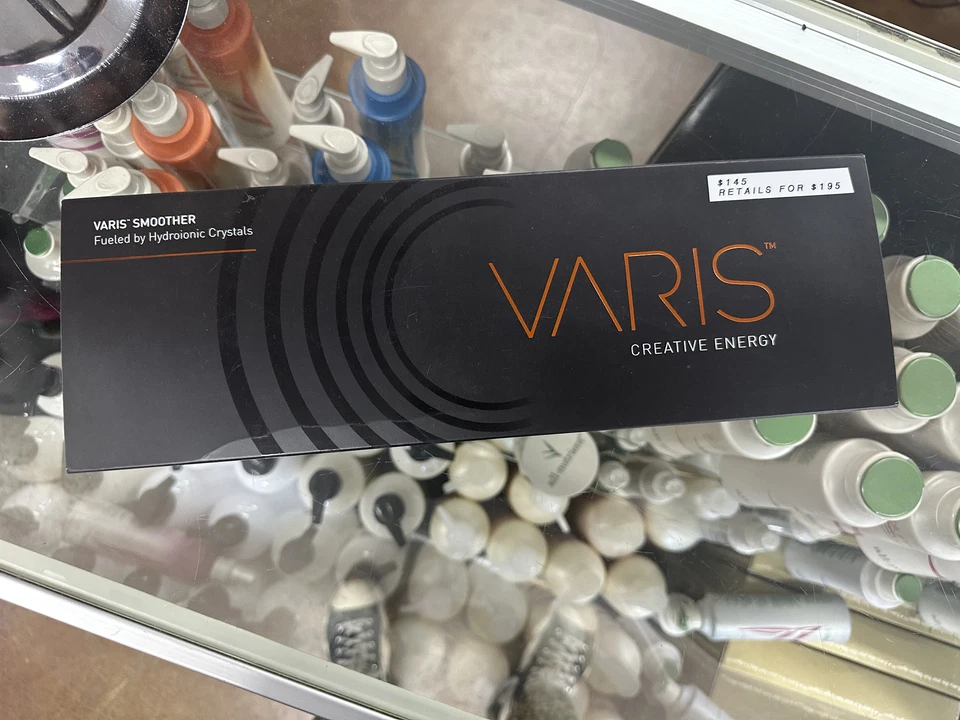 VARIS™ SMOOTHER
Fueled by Hydroionic Crystals
$145
RETAILS FOR $195
VARIS™
CREATIVE ENERGY